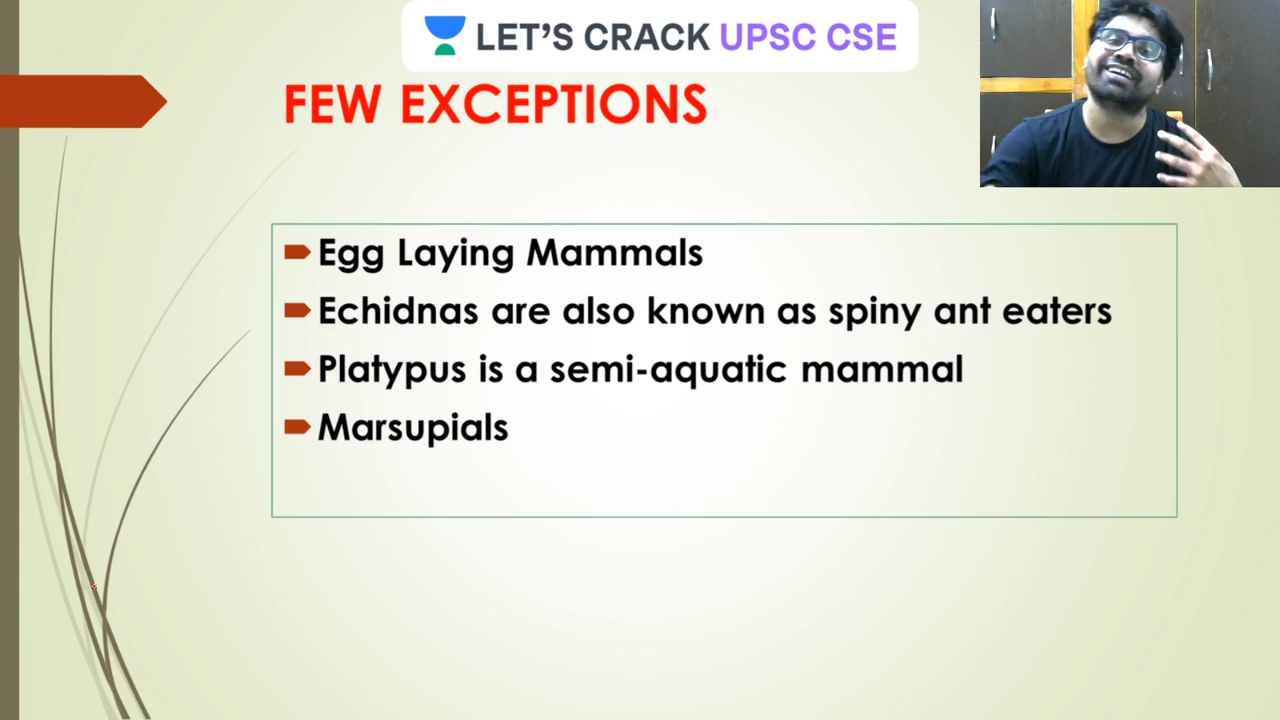 LET'S CRACK UPSC CSE
FEW EXCEPTIONS
Egg Laying Mammals
Echidnas are also known as spiny ant eaters
Platypus is a semi-aquatic mammal
Marsupials